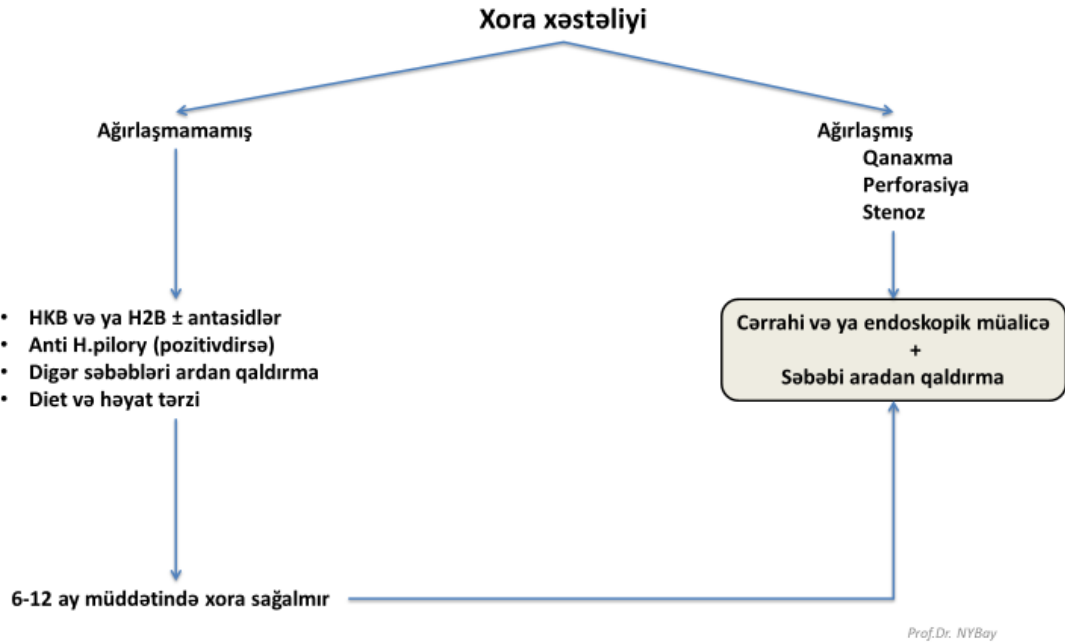 Xora xəstəliyi
Ağırlaşmamamış
Ağırlaşmış
Qanaxma
Perforasiya
Stenoz
• HKB və ya H2B ± antasidlər
• Anti H.pilory (pozitivdirsə)
• Digər səbəbləri ardan qaldırma
• Diet və həyat tərzi
Cərrahi və ya endoskopik müalicə
+
Səbəbi aradan qaldırma
6-12 ay müddətində xora sağalmır
Prof.Dr. NYBay